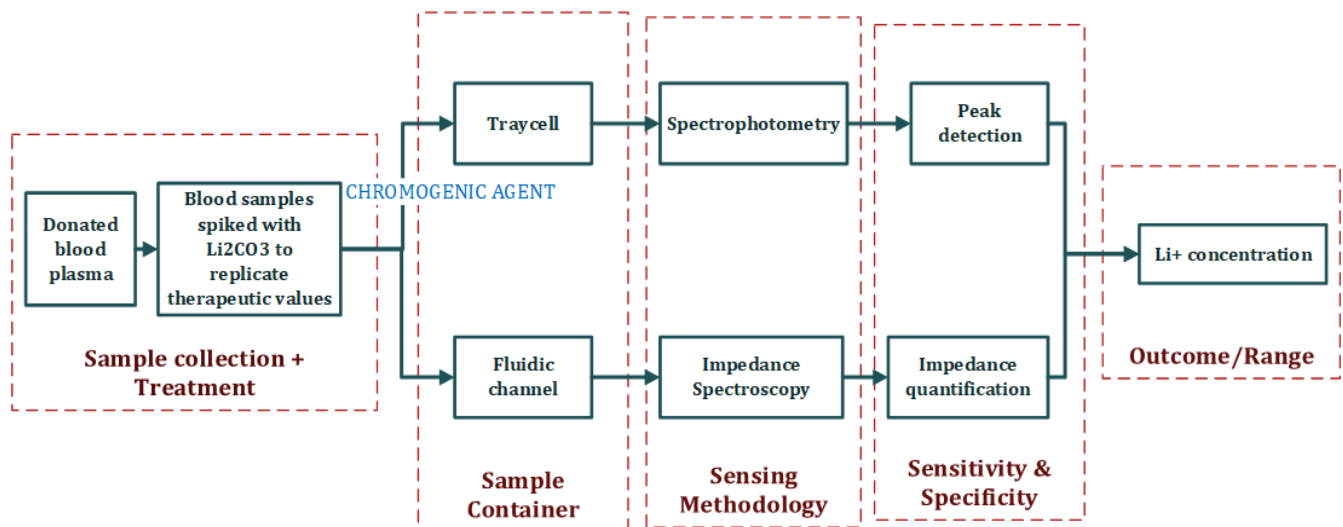 Donated
blood
plasma
Blood samples
spiked with
Li2CO3 to
replicate
therapeutic values
Sample collection +
Treatment
CHROMOGENIC AGENT
Traycell
Fluidic
channel
Sample
Container
Spectrophotometry
Impedance
Spectroscopy
Sensing
Methodology
Peak
detection
Impedance
quantification
Sensitivity &
Specificity
Li+ concentration
Outcome/Range